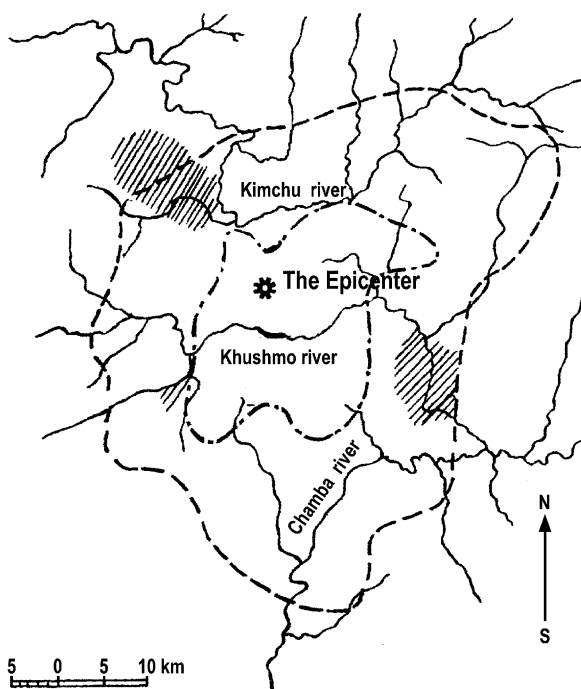 Kimchu river
The Epicenter
Khushmo river
Chamba river
N
S
5 0 5 10 km